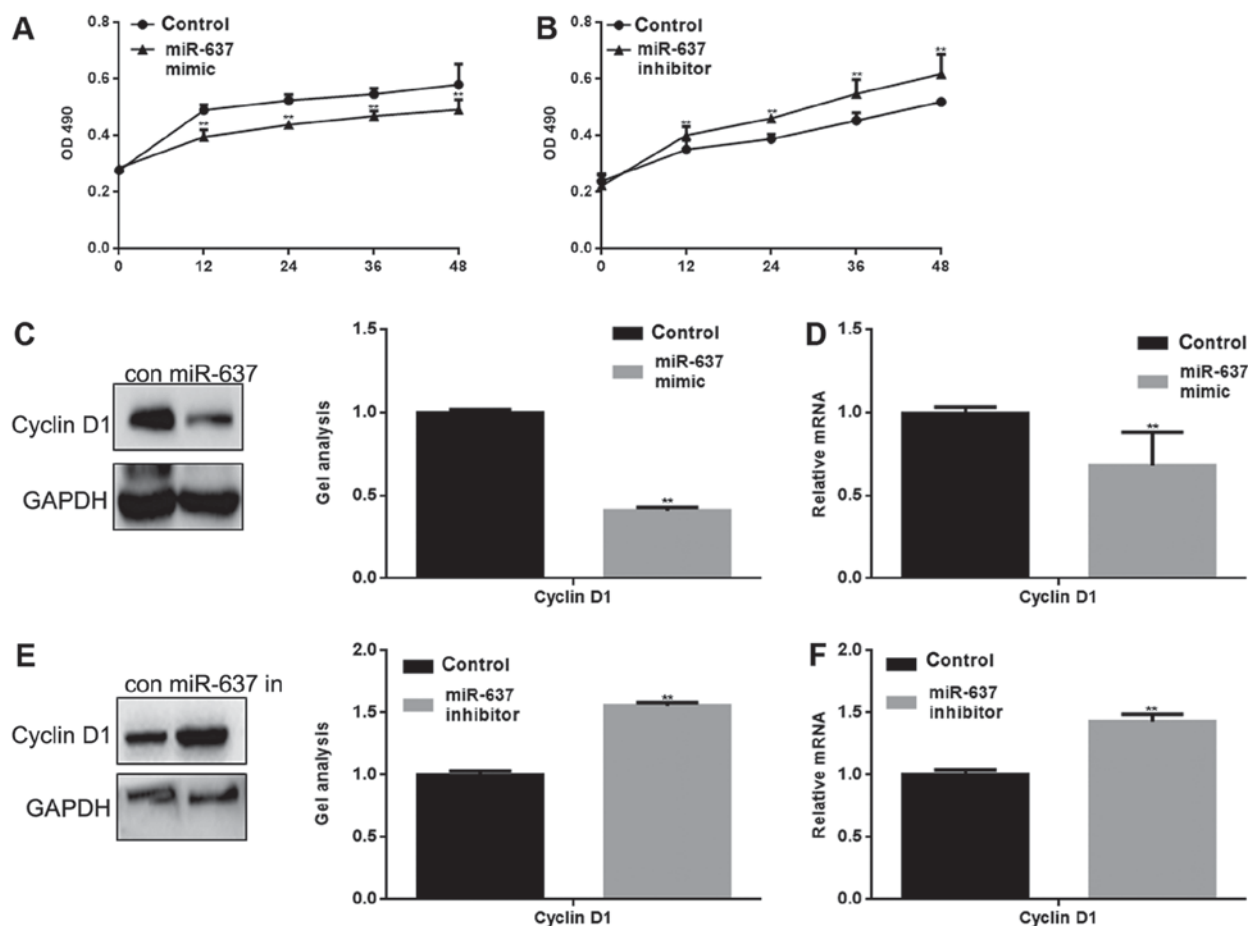 A
Control
miR-637
mimic
OD 490
0.8
0.6
0.4
0.2
0.0
** ** ** **
0 12 24 36 48
B
Control
miR-637
inhibitor
OD 490
0.8
0.6
0.4
0.2
0.0
** ** ** **
0 12 24 36 48
C
con miR-637
Cyclin D1
GAPDH
Gel analysis
1.5
1.0
0.5
0.0
Control
miR-637
mimic
**
Cyclin D1
D
Relative mRNA
1.5
1.0
0.5
0.0
Control
miR-637
mimic
**
Cyclin D1
E
con miR-637 in
Cyclin D1
GAPDH
Gel analysis
2.0
1.5
1.0
0.5
0.0
Control
miR-637
inhibitor
**
Cyclin D1
F
Relative mRNA
2.0
1.5
1.0
0.5
0.0
Control
miR-637
inhibitor
**
Cyclin D1